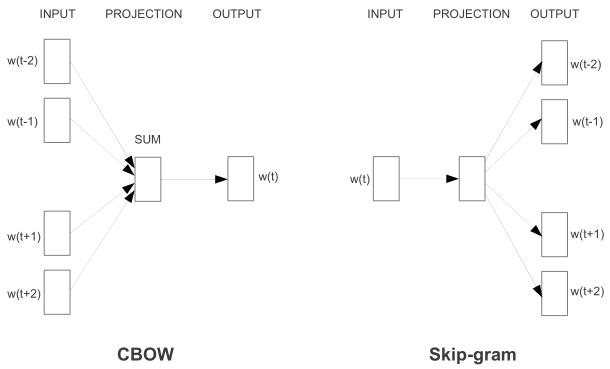 INPUT PROJECTION OUTPUT
w(t-2)
w(t-1)
SUM
w(t)
w(t+1)
w(t+2)
CBOW
INPUT PROJECTION OUTPUT
w(t-2)
w(t-1)
w(t)
w(t+1)
w(t+2)
Skip-gram